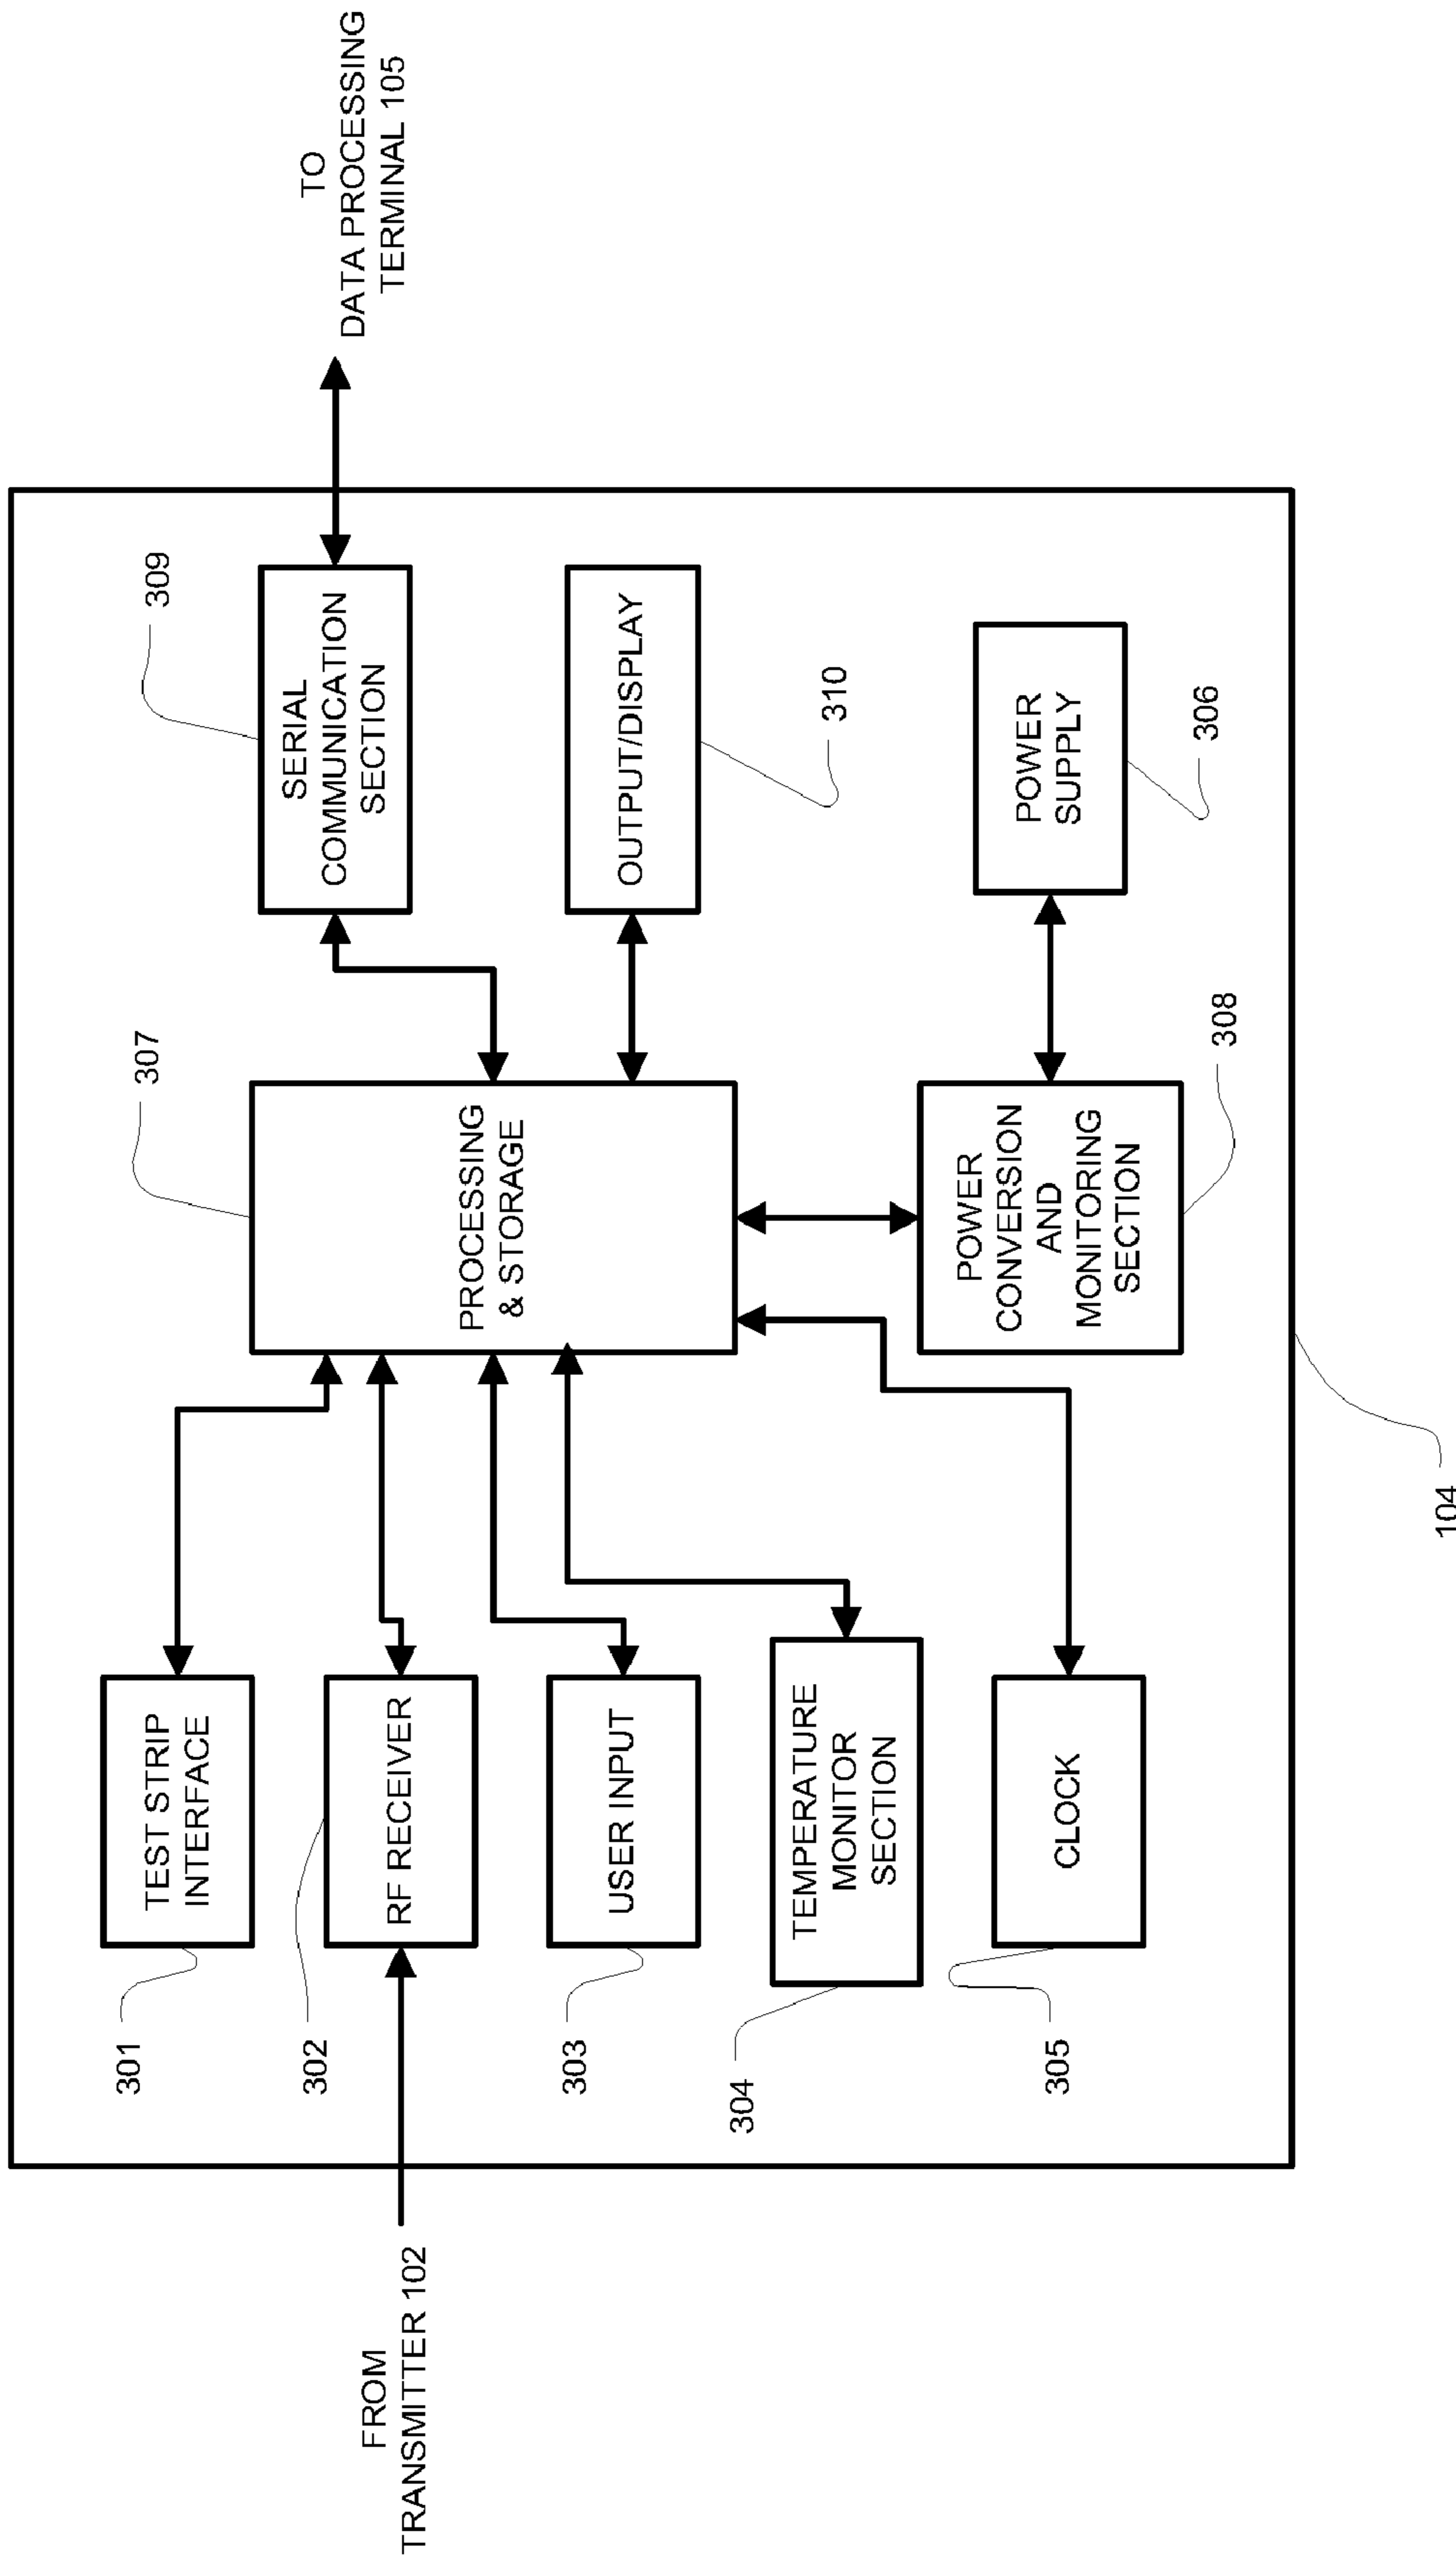 FROM
TRANSMITTER 102
301
TEST STRIP
INTERFACE
302
RF RECEIVER
303
USER INPUT
304
TEMPERATURE
MONITOR
SECTION
305
CLOCK
307
PROCESSING
& STORAGE
308
POWER
CONVERSION
AND
MONITORING
SECTION
309
SERIAL
COMMUNICATION
SECTION
310
OUTPUT/DISPLAY
306
POWER
SUPPLY
TO
DATA PROCESSING
TERMINAL 105
104